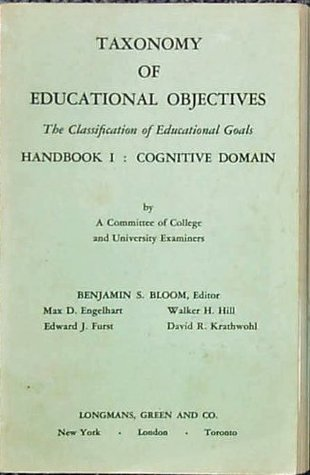 TAXONOMY
OF
EDUCATIONAL OBJECTIVES
The Classification of Educational Goals
HANDBOOK I : COGNITIVE DOMAIN
by
A Committee of College
and University Examiners
BENJAMIN S. BLOOM, Editor
Max D. Engelhart Walker H. Hill
Edward J. Furst David R. Krathwohl
LONGMANS, GREEN AND CO.
New York · London · Toronto